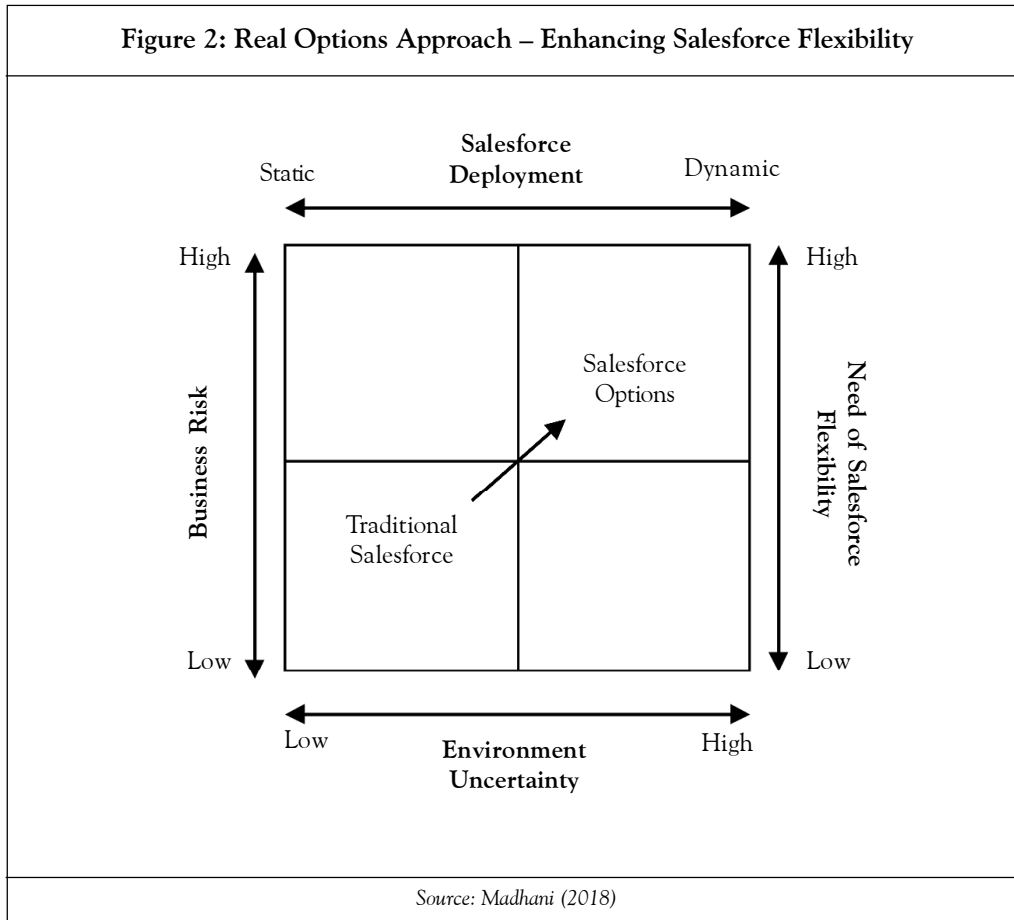 Figure 2: Real Options Approach – Enhancing Salesforce Flexibility
Salesforce
Deployment
Static
Dynamic
High
High
Salesforce
Options
Business Risk
Need of Salesforce
Flexibility
Traditional
Salesforce
Low
Low
Low
High
Environment
Uncertainty
Source: Madhani (2018)